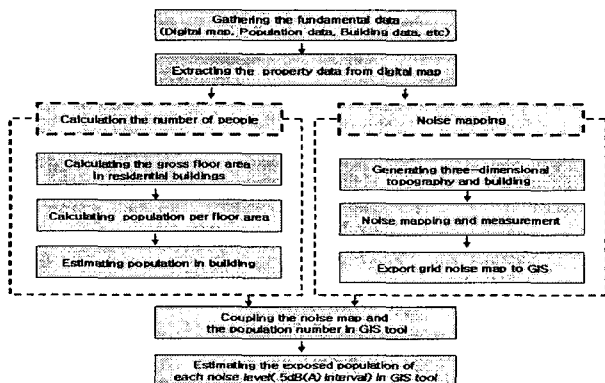 Gathering the fundamental data
(Digital map, Population data, Building data, etc)
Extracting the property data from digital map
Calculation the number of people
Calculating the gross floor area
in residential buildings
Calculating population per floor area
Estimating population in building
Noise mapping
Generating three-dimensional
topography and building
Noise mapping and measurement
Export grid noise map to GIS
Coupling the noise map and
the population number in GIS tool
Estimating the exposed population of
each noise level(.5dB(A) interval) in GIS tool